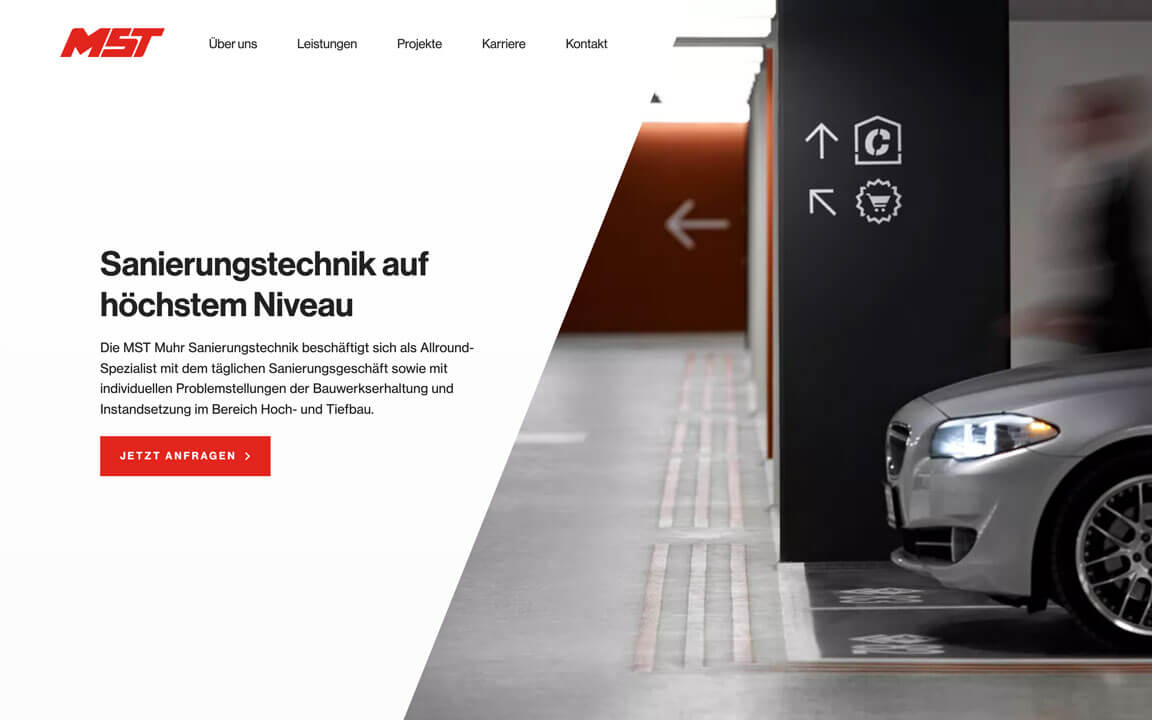 MST
Über uns
Leistungen
Projekte
Karriere
Kontakt
C
Sanierungstechnik auf
höchstem Niveau
Die MST Muhr Sanierungstechnik beschäftigt sich als Allround-
Spezialist mit dem täglichen Sanierungsgeschäft sowie mit
individuellen Problemstellungen der Bauwerkserhaltung und
Instandsetzung im Bereich Hoch- und Tiefbau.
JETZT ANFRAGEN